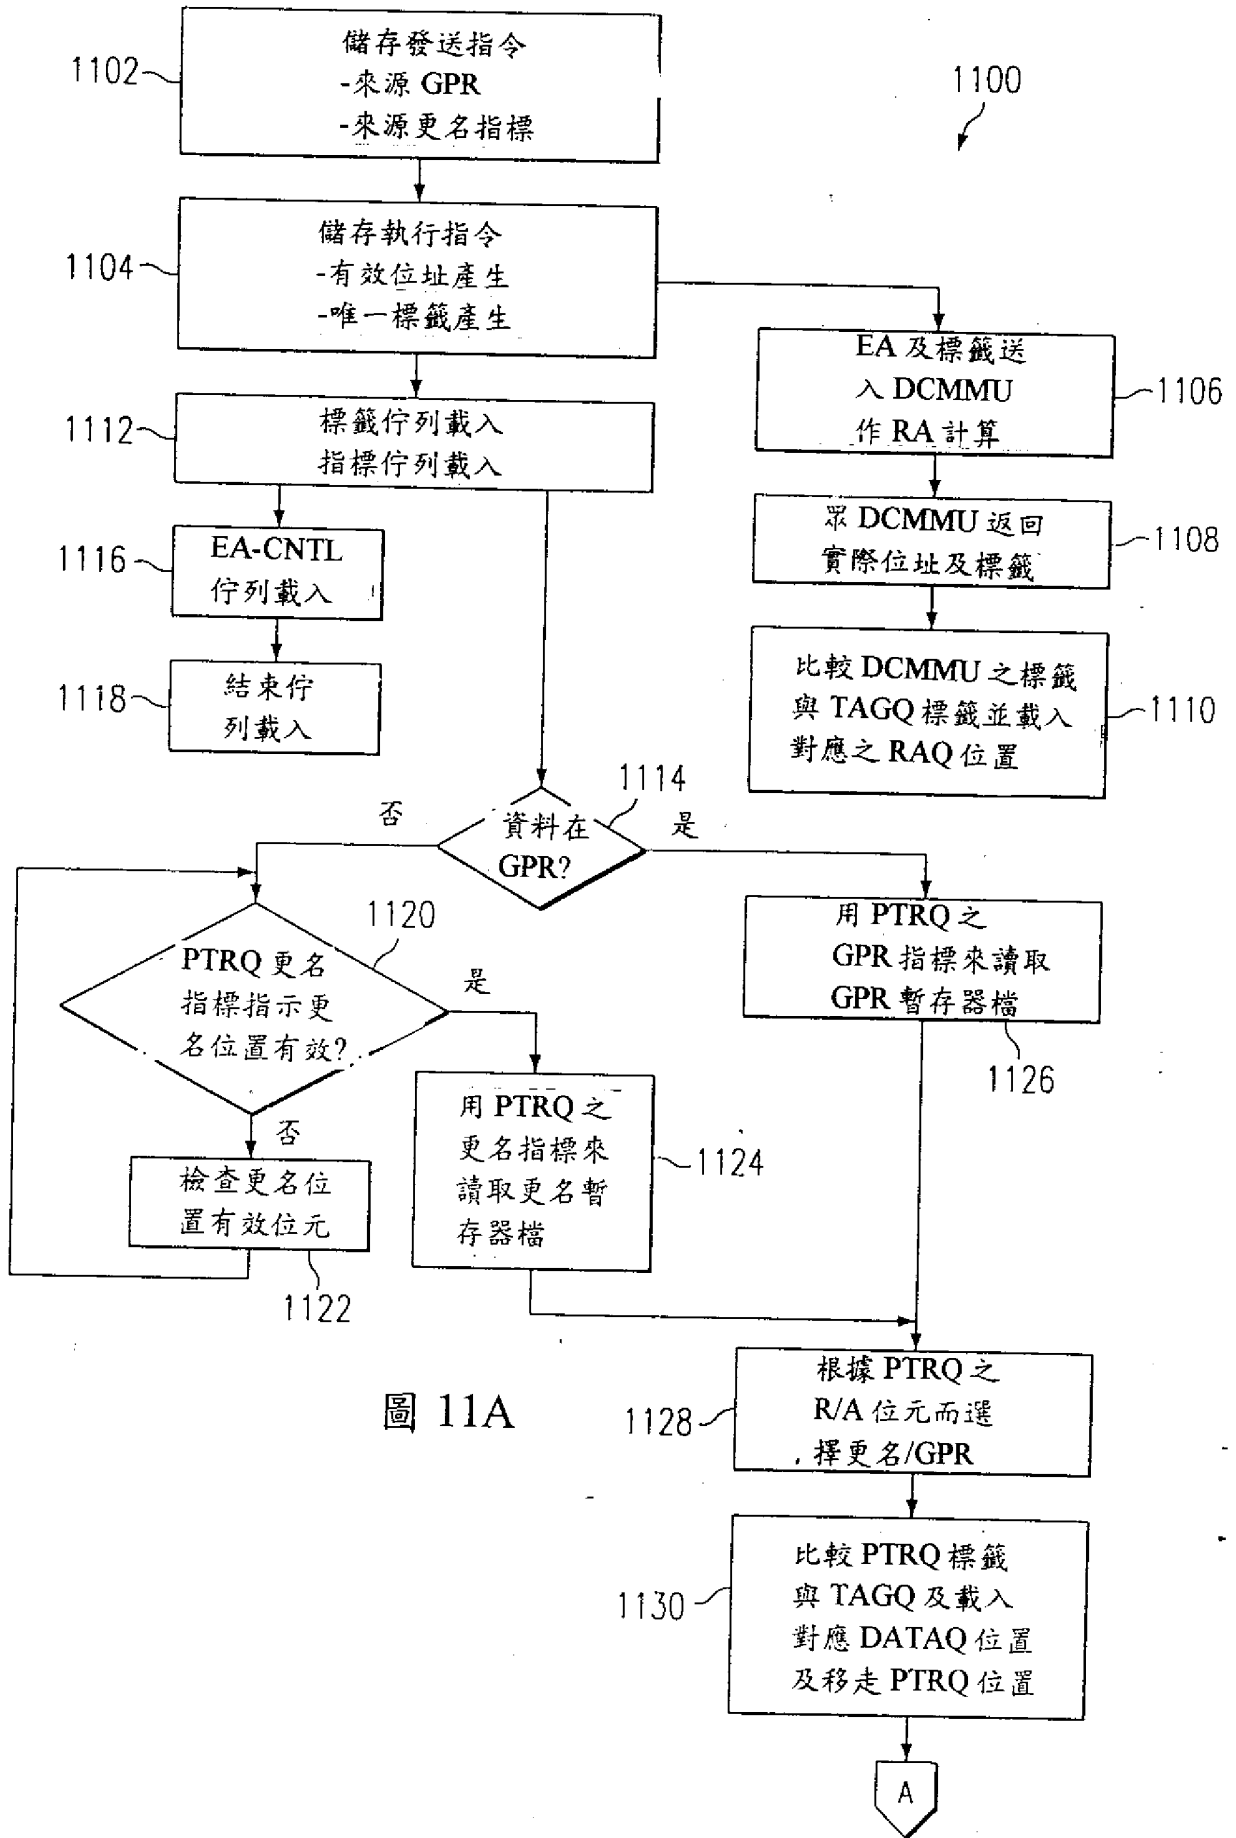 1102
儲存發送指令
-來源 GPR
-來源更名指標
1100
1104
儲存執行指令
-有效位址產生
-唯一標籤產生
EA 及標籤送
入 DCMMU
作 RA 計算
1106
1112
標籤佇列載入
指標佇列載入
眾 DCMMU 返回
實際位址及標籤
1108
1116
EA-CNTL
佇列載入
比較 DCMMU 之標籤
與 TAGQ 標籤並載入
對應之 RAQ 位置
1110
1118
結束佇
列載入
1114
否
資料在
GPR?
是
1120
PTRQ 更名
指標指示更
名位置有效?
是
用 PTRQ 之
GPR 指標來讀取
GPR 暫存器檔
1126
否
檢查更名位
置有效位元
1122
用 PTRQ 之
更名指標來
讀取更名暫
存器檔
1124
圖 11A
1128
根據 PTRQ 之
R/A 位元而選
擇更名/GPR
1130
比較 PTRQ 標籤
與 TAGQ 及載入
對應 DATAQ 位置
及移走 PTRQ 位置
A